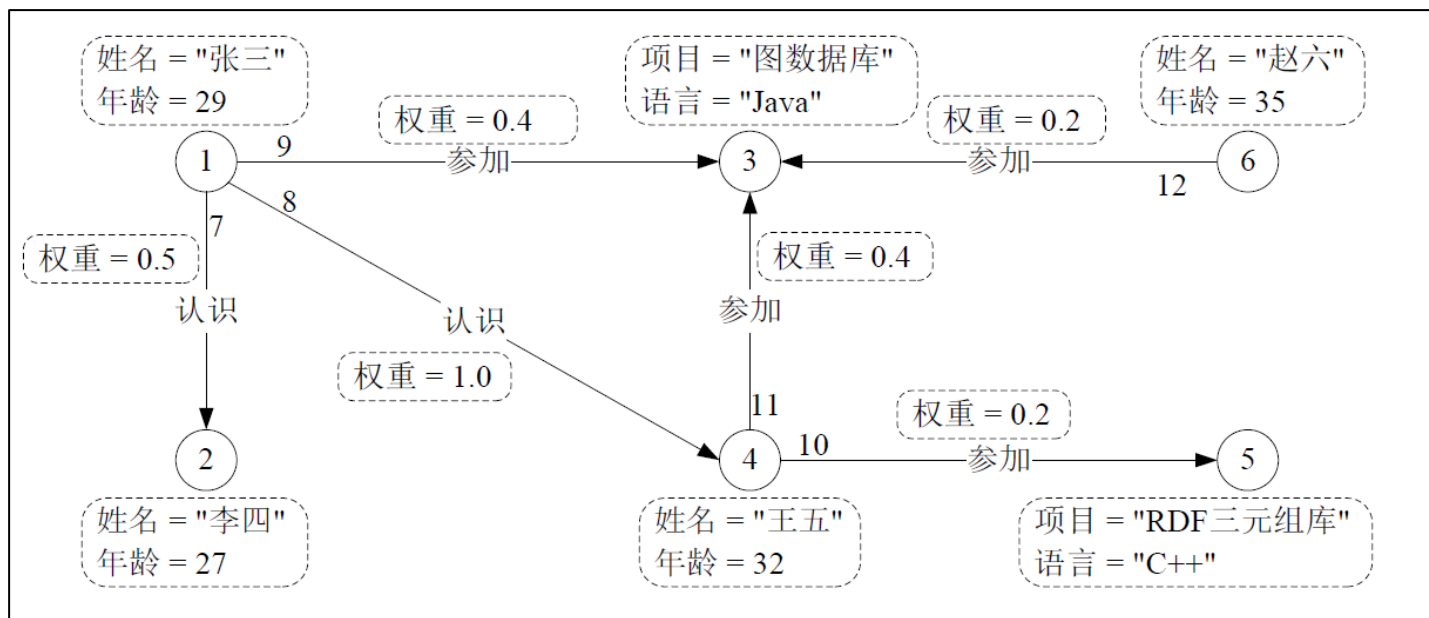 姓名 = "张三"
年龄 = 29
项目 = "图数据库"
语言 = "Java"
姓名 = "赵六"
年龄 = 35
权重 = 0.4
权重 = 0.2
1
9
参加
3
参加
6
12
8
7
权重 = 0.5
权重 = 0.4
认识
认识
参加
权重 = 1.0
11
权重 = 0.2
2
4
10
参加
5
姓名 = "李四"
年龄 = 27
姓名 = "王五"
年龄 = 32
项目 = "RDF三元组库"
语言 = "C++"